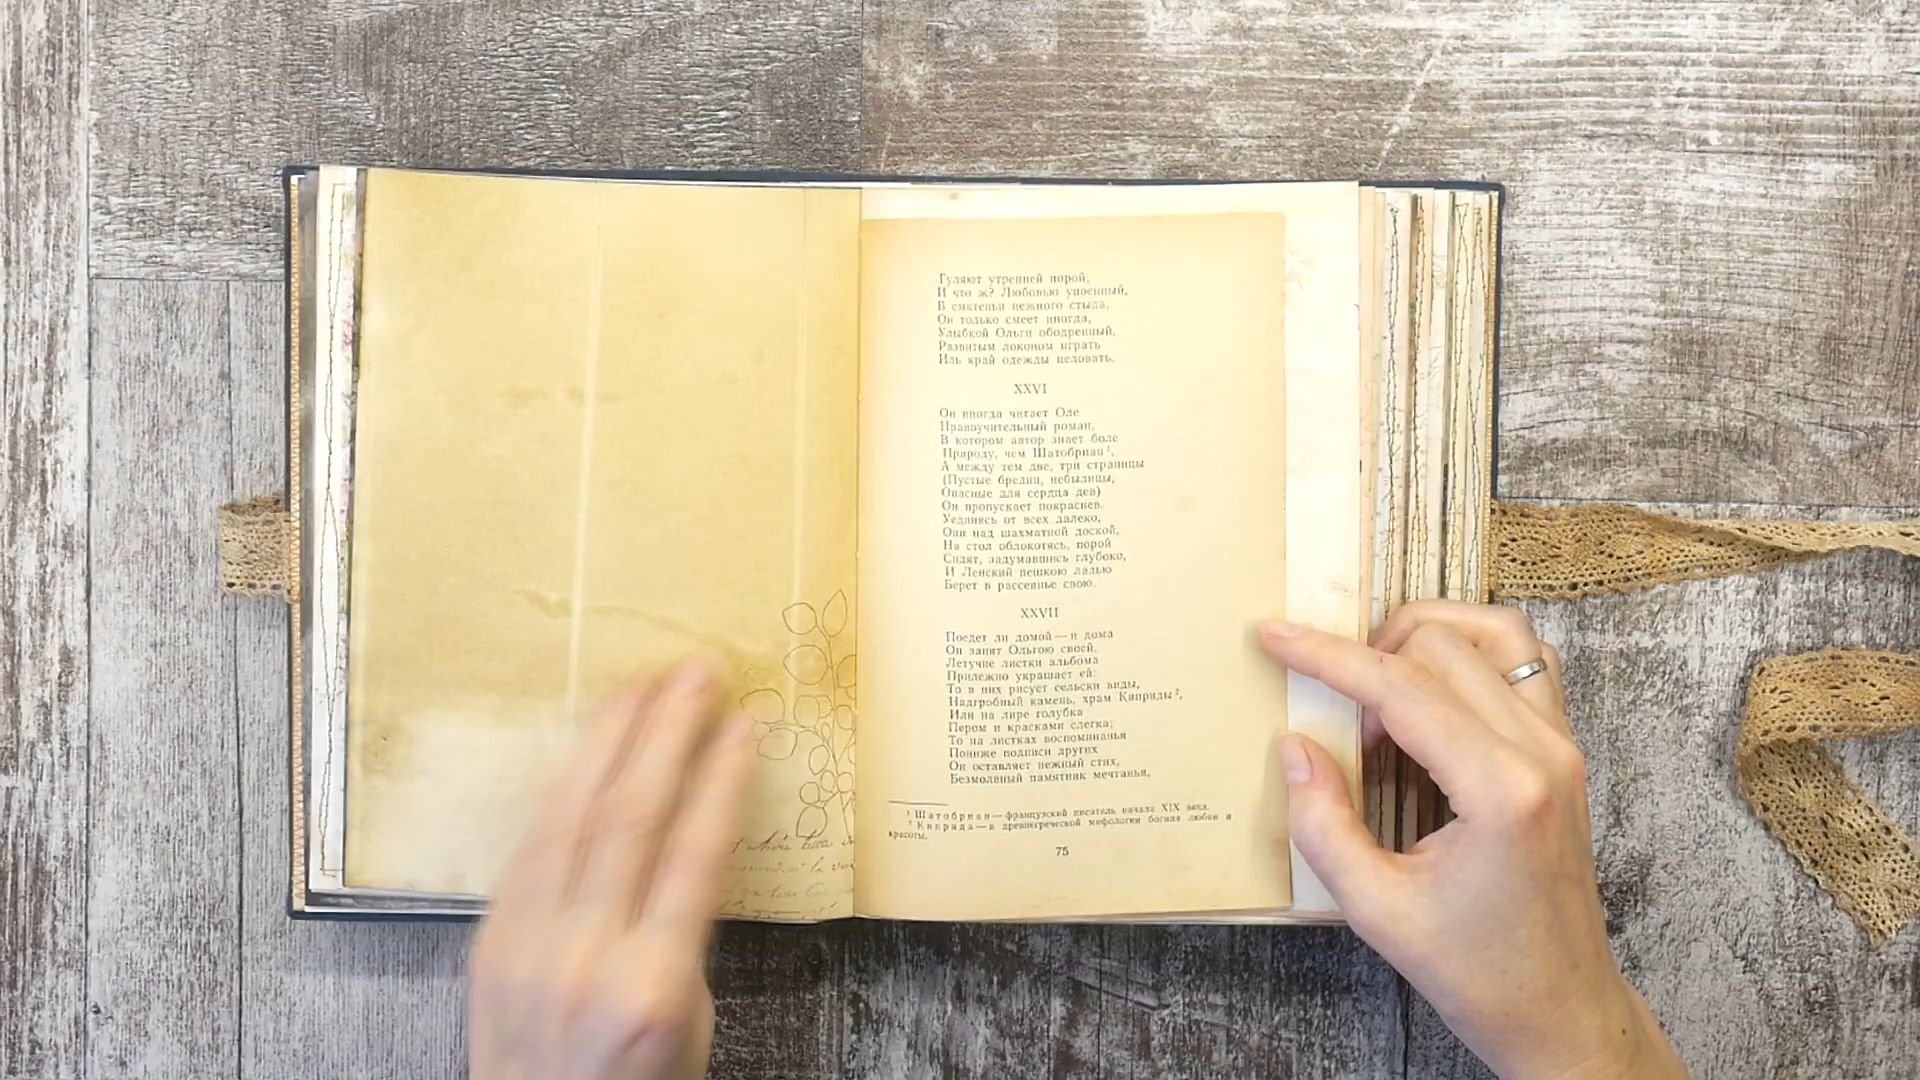 Гуляют утренней порой;
И что ж? Любовью упоенный,
В смятеньи нежного стыда,
Он только смеет иногда,
Улыбкой Ольги ободренный,
Развитым локоном играть
Иль край одежды целовать.
XXVI
Он иногда читает Оле
Нравоучительный роман,
В котором автор знает боле
Природу, чем Шатобриан ¹,
А между тем две, три страницы
(Пустые бредни, небылицы,
Опасные для сердца дев)
Он пропускает покраснев.
Уединясь от всех далеко,
Они над шахматной доской,
На стол облокотясь, порой
Сидят, задумавшись глубоко,
И Ленский пешкою ладью
Берет в рассеянье свою.
XXVII
Поедет ли домой — и дома
Он занят Ольгою своей.
Летучие листки альбома
Прилежно украшает ей:
То в них рисует сельски виды,
Надгробный камень, храм Киприды ²,
Или на лире голубка
Пером и красками слегка;
То на листках воспоминанья
Пониже подписи других
Он оставляет нежный стих,
Безмолвный памятник мечтанья,
¹ Шатобриан — французский писатель начала XIX века.
² Киприда — в древнегреческой мифологии богиня любви и
красоты.
75